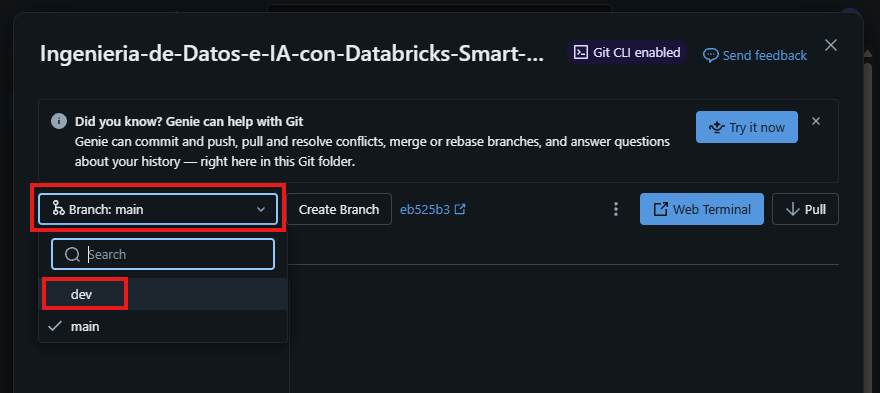 Ingenieria-de-Datos-e-IA-con-Databricks-Smart-...
Git CLI enabled
Send feedback
Did you know? Genie can help with Git
Genie can commit and push, pull and resolve conflicts, merge or rebase branches, and answer questions
about your history — right here in this Git folder.
Try it now
Branch: main
Create Branch
eb525b3
Web Terminal
Pull
Search
dev
main